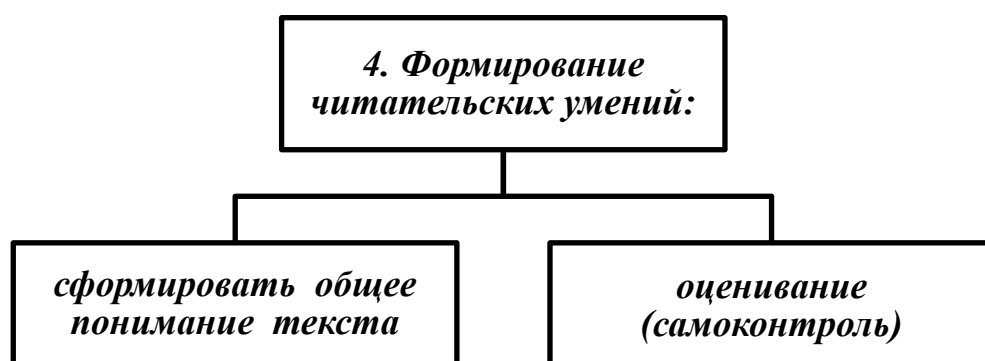 4. Формирование
читательских умений:
сформировать общее
понимание текста
оценивание
(самоконтроль)